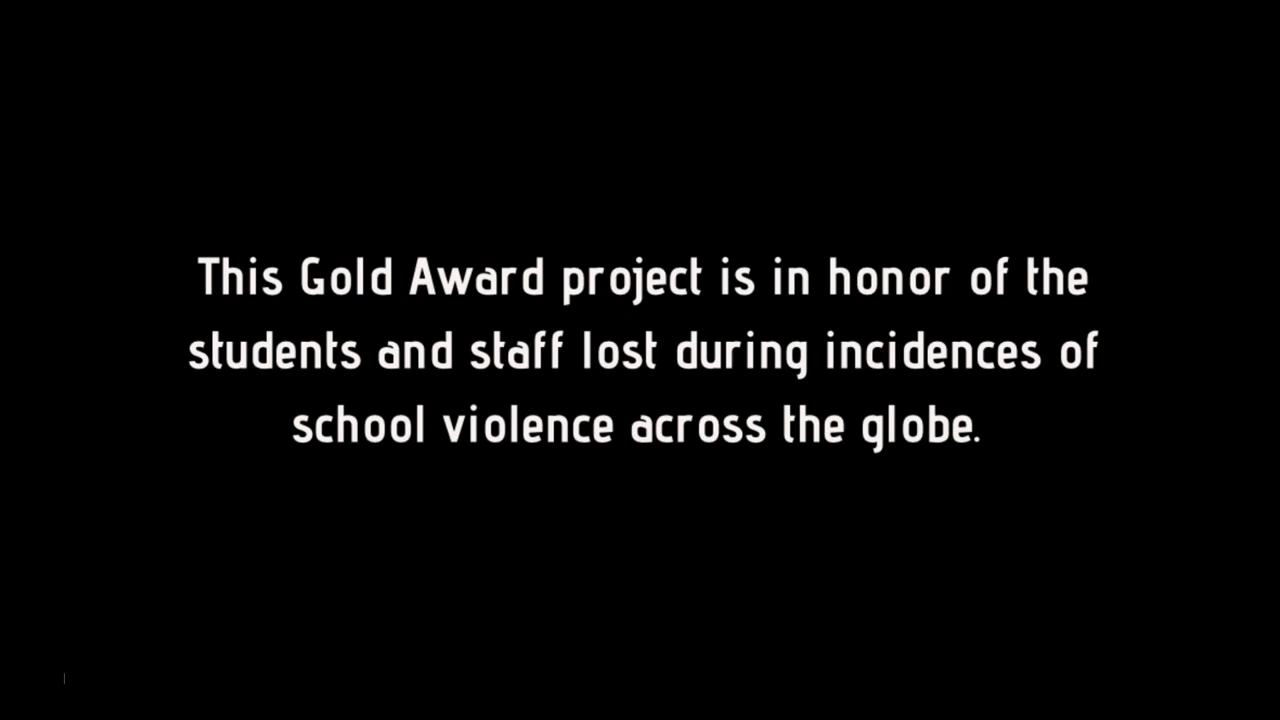 This Gold Award project is in honor of the
students and staff lost during incidences of
school violence across the globe.